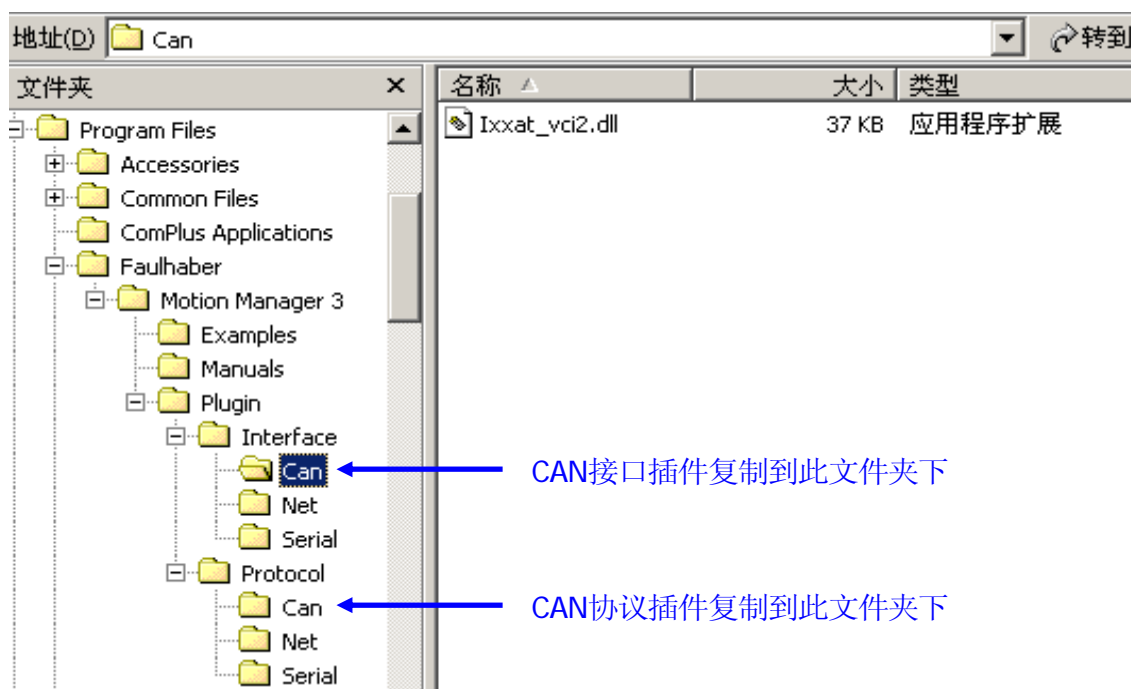 地址(D) Can 转到
文件夹
名称 大小 类型
Program Files
Ixxat_vci2.dll 37 KB 应用程序扩展
Accessories
Common Files
ComPlus Applications
Faulhaber
Motion Manager 3
Examples
Manuals
Plugin
Interface
Can CAN接口插件复制到此文件夹下
Net
Serial
Protocol
Can CAN协议插件复制到此文件夹下
Net
Serial